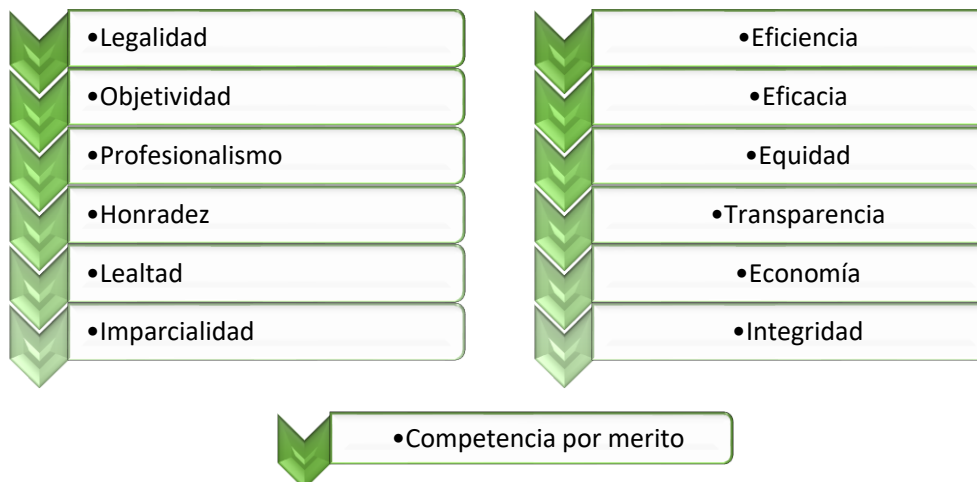 •Legalidad
•Objetividad
•Profesionalismo
•Honradez
•Lealtad
•Imparcialidad
•Eficiencia
•Eficacia
•Equidad
•Transparencia
•Economía
•Integridad
•Competencia por merito